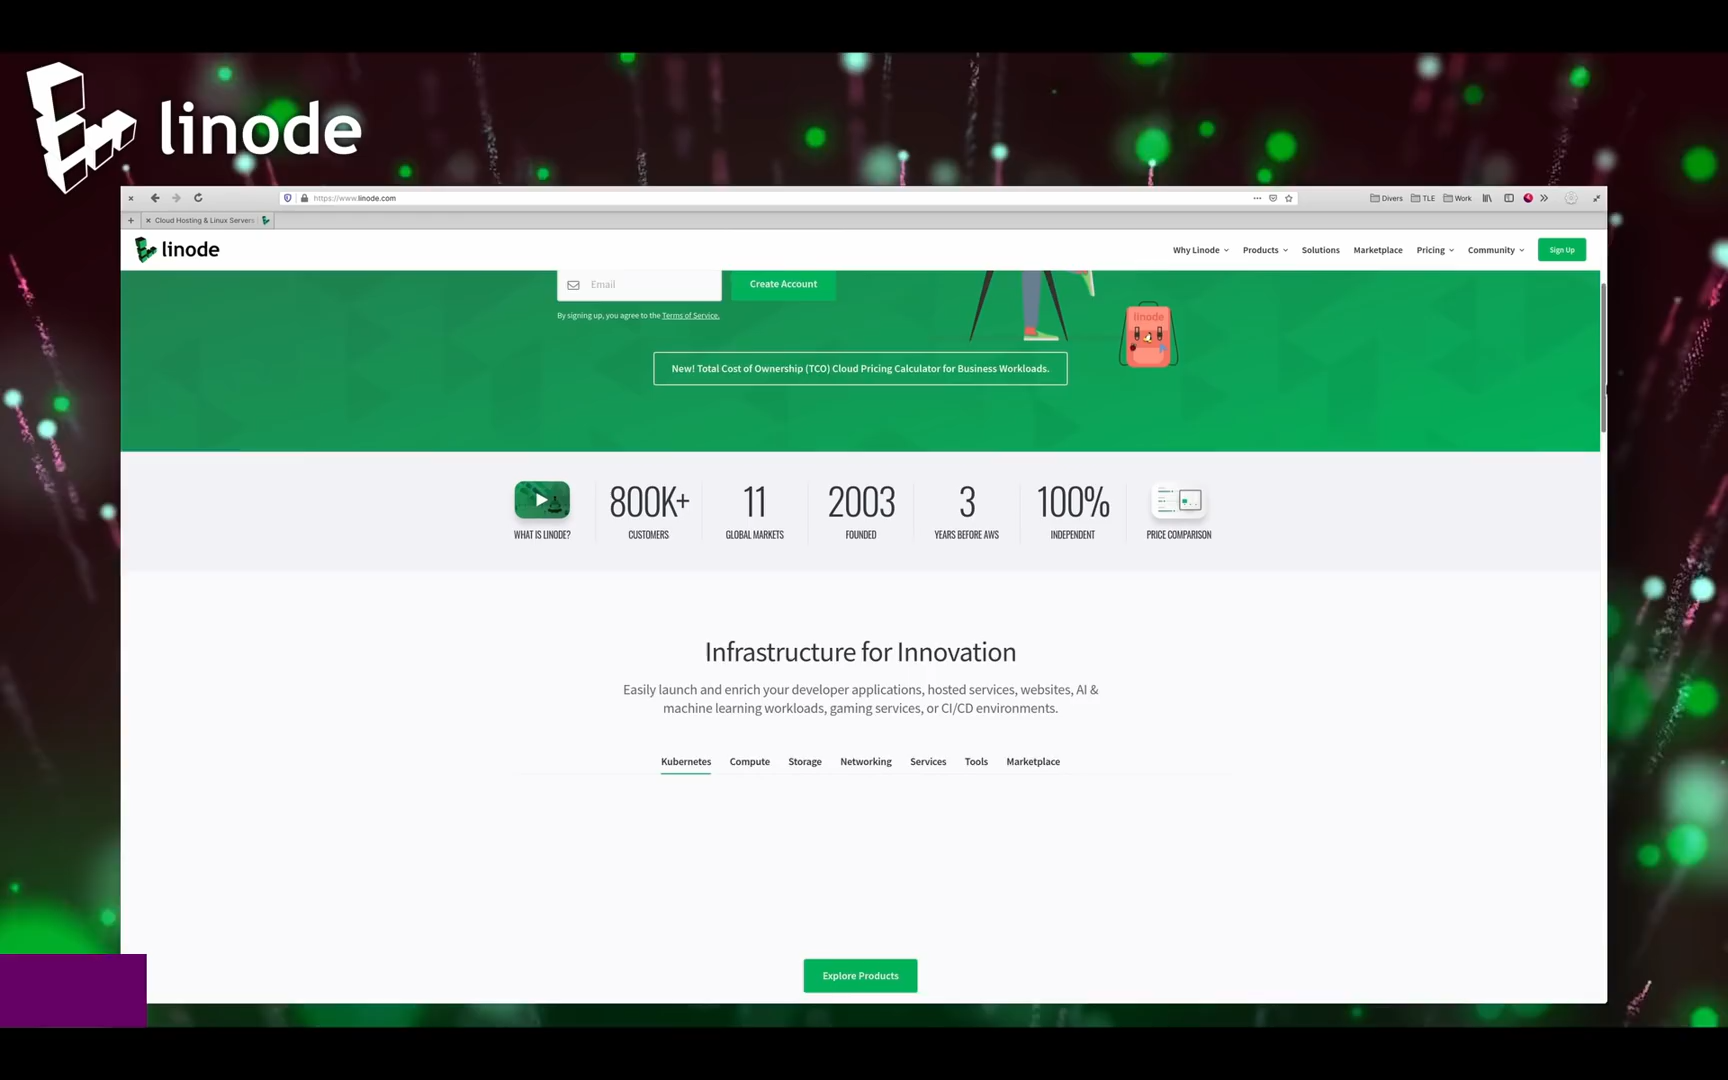 linode
https://www.linode.com
Divers
TLE
Work
Cloud Hosting & Linux Servers
linode
Why Linode
Products
Solutions
Marketplace
Pricing
Community
Sign Up
Email
Create Account
By signing up, you agree to the Terms of Service.
linode
New! Total Cost of Ownership (TCO) Cloud Pricing Calculator for Business Workloads.
800K+
11
2003
3
100%
WHAT IS LINODE?
CUSTOMERS
GLOBAL MARKETS
FOUNDED
YEARS BEFORE AWS
INDEPENDENT
PRICE COMPARISON
Infrastructure for Innovation
Easily launch and enrich your developer applications, hosted services, websites, AI &
machine learning workloads, gaming services, or CI/CD environments.
Kubernetes
Compute
Storage
Networking
Services
Tools
Marketplace
Explore Products